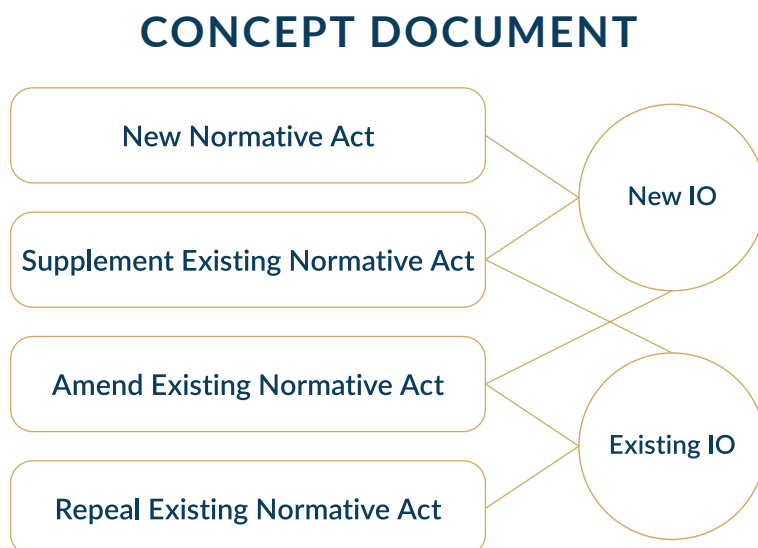 CONCEPT DOCUMENT
New Normative Act
New IO
Supplement Existing Normative Act
Amend Existing Normative Act
Existing IO
Repeal Existing Normative Act